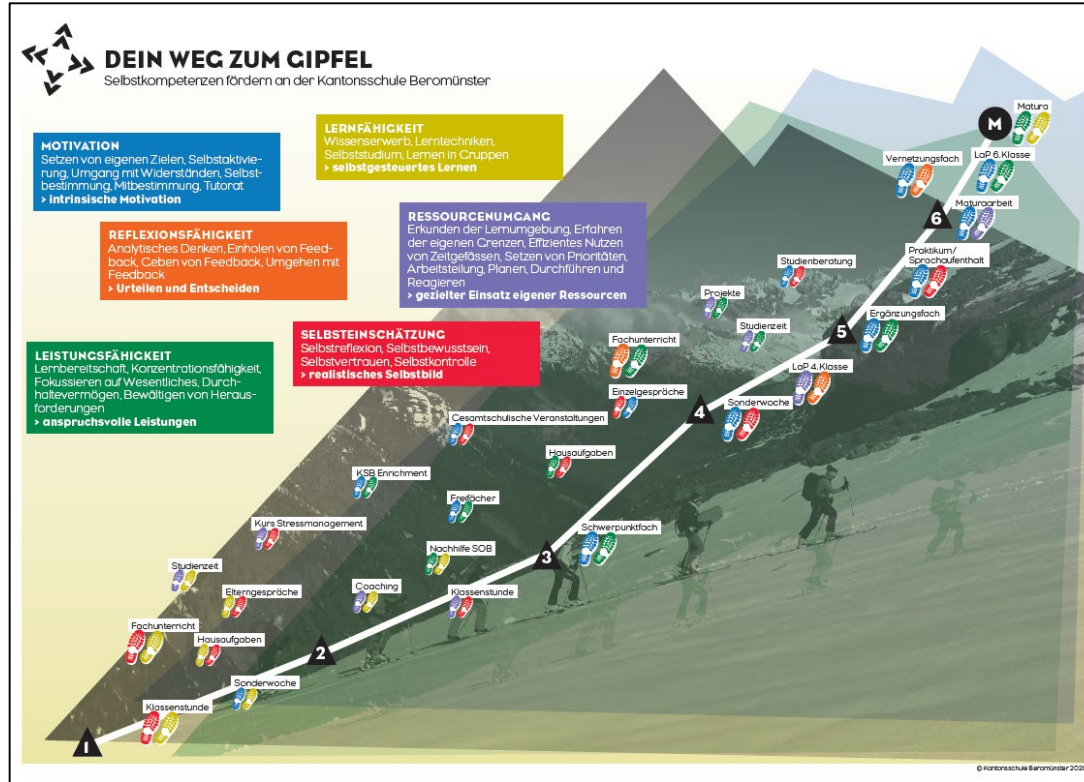 DEIN WEG ZUM GIPFEL
Selbstkompetenzen fördern an der Kantonsschule Beromünster
MOTIVATION
Setzen von eigenen Zielen, Selbstaktivie-
rung, Umgang mit Widerständen, Selbst-
bestimmung, Mitbestimmung, Tutorat
> intrinsische Motivation
LERNFÄHIGKEIT
Wissenserwerb, Lerntechniken,
Selbststudium, Lernen in Gruppen
> selbstgesteuertes Lernen
REFLEXIONSFÄHIGKEIT
Analytisches Denken, Einholen von Feed-
back, Geben von Feedback, Umgehen mit
Feedback
> Urteilen und Entscheiden
RESSOURCENUMGANG
Erkunden der Lernumgebung, Erfahren
der eigenen Grenzen, Effizientes Nutzen
von Zeitgefässen, Setzen von Prioritäten,
Arbeitsteilung, Planen, Durchführen und
Reagieren
> gezielter Einsatz eigener Ressourcen
LEISTUNGSFÄHIGKEIT
Lernbereitschaft, Konzentrationsfähigkeit,
Fokussieren auf Wesentliches, Durch-
haltevermögen, Bewältigen von Heraus-
forderungen
> anspruchsvolle Leistungen
SELBSTEINSCHÄTZUNG
Selbstreflexion, Selbstbewusstsein,
Selbstvertrauen, Selbstkontrolle
> realistisches Selbstbild
Matura
M
LaP 6.Klasse
Vernetzungsfach
Maturaarbeit
6
Praktikum/
Sprachaufenthalt
Studienberatung
Projekte
Ergänzungsfach
Studienzeit
5
Fachunterricht
LaP 4.Klasse
Einzelgespräche
Sonderwoche
4
Gesamtschulische Veranstaltungen
Hausaufgaben
KSB Enrichment
Freifächer
Kurs Stressmanagement
Schwerpunktfach
Nachhilfe SOB
3
Studienzeit
Elterngespräche
Coaching
Klassenstunde
Fachunterricht
Hausaufgaben
2
Sonderwoche
Klassenstunde
1